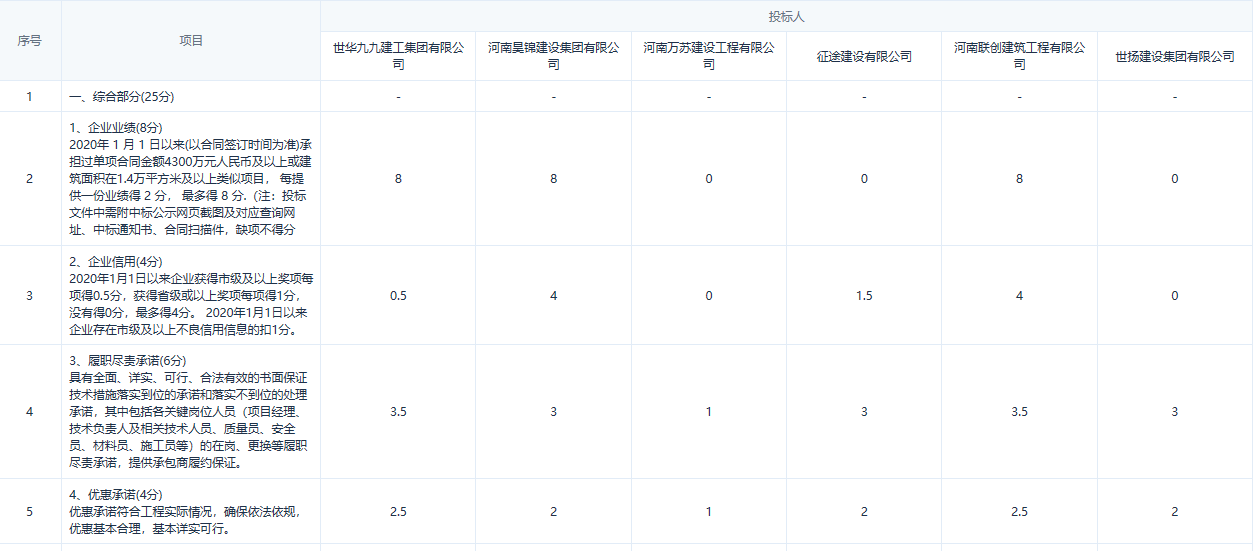 序号
项目
投标人
世华九九建工集团有限公
司
河南昊锦建设集团有限公
司
河南万苏建设工程有限公
司
征途建设有限公司
河南联创建筑工程有限公
司
世扬建设集团有限公司
1
一、综合部分(25分)
-
-
-
-
-
-
2
1、企业业绩(8分)
2020年 1 月 1 日以来(以合同签订时间为准)承
担过单项合同金额4300万元人民币及以上或建
筑面积在1.4万平方米及以上类似项目， 每提
供一份业绩得 2 分， 最多得 8 分.（注：投标
文件中需附中标公示网页截图及对应查询网
址、中标通知书、合同扫描件，缺项不得分
8
8
0
0
8
0
3
2、企业信用(4分)
2020年1月1日以来企业获得市级及以上奖项每
项得0.5分，获得省级或以上奖项每项得1分，
没有得0分，最多得4分。 2020年1月1日以来
企业存在市级及以上不良信用信息的扣1分。
0.5
4
0
1.5
4
0
4
3、履职尽责承诺(6分)
具有全面、详实、可行、合法有效的书面保证
技术措施落实到位的承诺和落实不到位的处理
承诺，其中包括各关键岗位人员（项目经理、
技术负责人及相关技术人员、质量员、安全
员、材料员、施工员等）的在岗、更换等履职
尽责承诺，提供承包商履约保证。
3.5
3
1
3
3.5
3
5
4、优惠承诺(4分)
优惠承诺符合工程实际情况，确保依法依规，
优惠基本合理，基本详实可行。
2.5
2
1
2
2.5
2